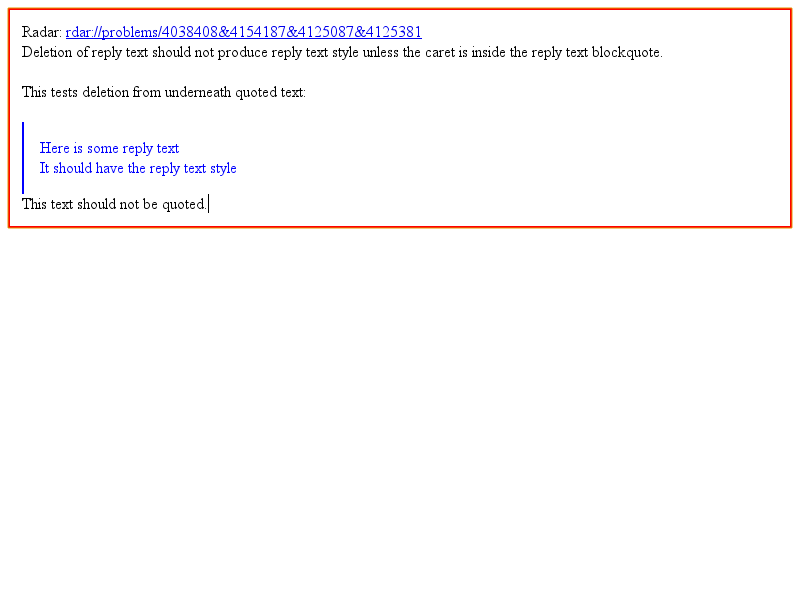 Radar: rdar://problems/4038408&4154187&4125087&4125381
Deletion of reply text should not produce reply text style unless the caret is inside the reply text blockquote.
This tests deletion from underneath quoted text:
Here is some reply text
It should have the reply text style
This text should not be quoted.